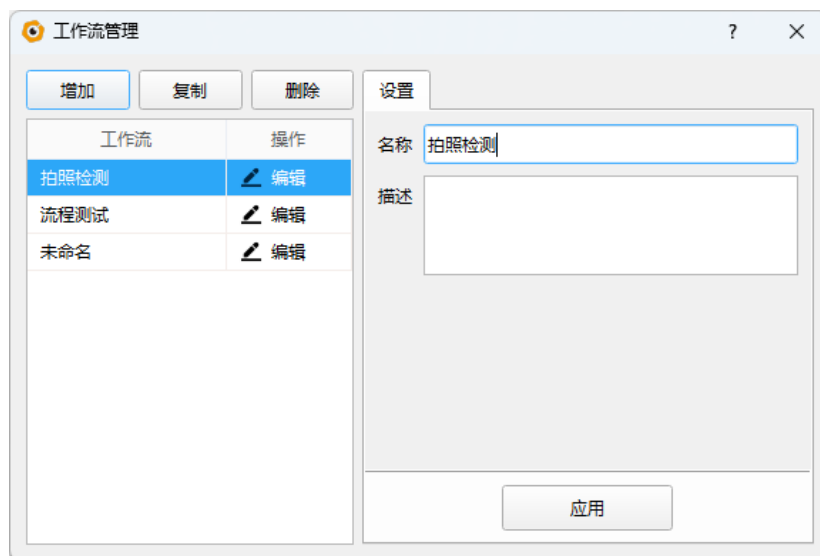 工作流管理
?
增加 复制 删除
工作流 操作
拍照检测 编辑
流程测试 编辑
未命名 编辑
设置
名称 拍照检测
描述
应用